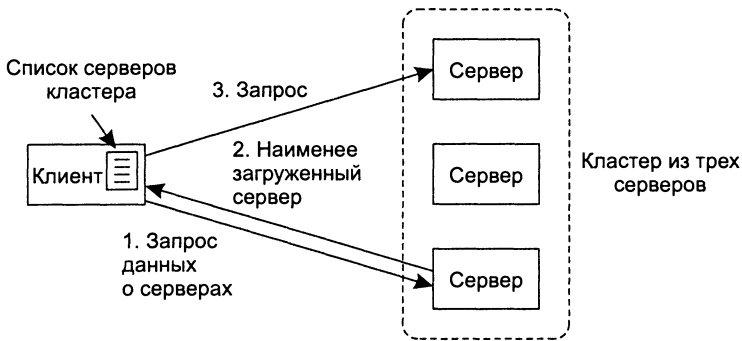 Список серверов
кластера
Клиент
3. Запрос
2. Наименее
загруженный
сервер
1. Запрос
данных
о серверах
Сервер
Сервер
Сервер
Кластер из трех
серверов